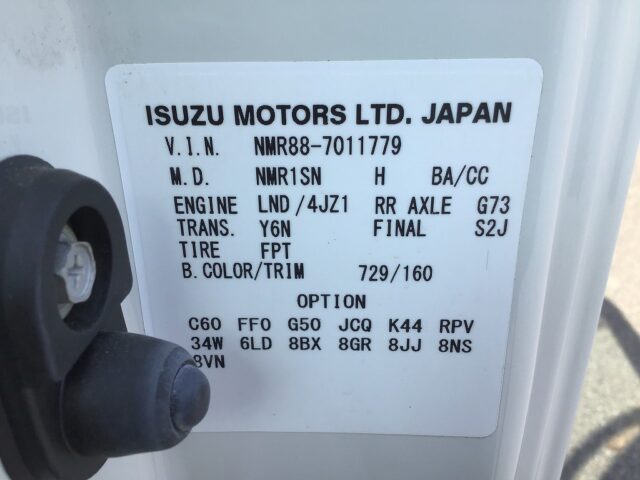 ISUZU MOTORS LTD. JAPAN
V.I.N. NMR88-7011779
M.D. NMR1SN H BA/CC
ENGINE LND/4JZ1 RR AXLE G73
TRANS. Y6N FINAL S2J
TIRE FPT
B.COLOR/TRIM 729/160
OPTION
C60 FF0 G50 JCQ K44 RPV
34W 6LD 8BX 8GR 8JJ 8NS
8VN